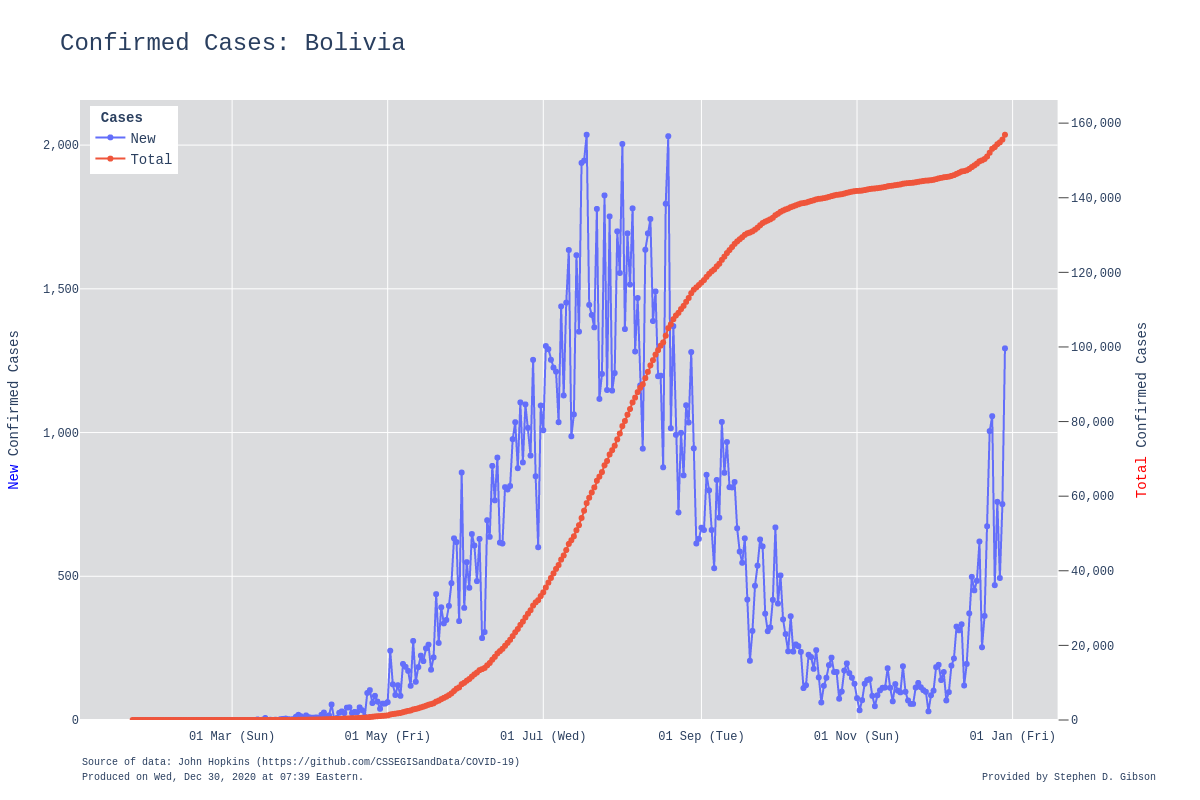 Confirmed Cases: Bolivia
Cases
New
Total
2,000
1,500
1,000
500
0
160,000
140,000
120,000
100,000
80,000
60,000
40,000
20,000
0
New Confirmed Cases
Total Confirmed Cases
01 Mar (Sun)
01 May (Fri)
01 Jul (Wed)
01 Sep (Tue)
01 Nov (Sun)
01 Jan (Fri)
Source of data: John Hopkins (https://github.com/CSSEGISandData/COVID-19)
Produced on Wed, Dec 30, 2020 at 07:39 Eastern.
Provided by Stephen D. Gibson